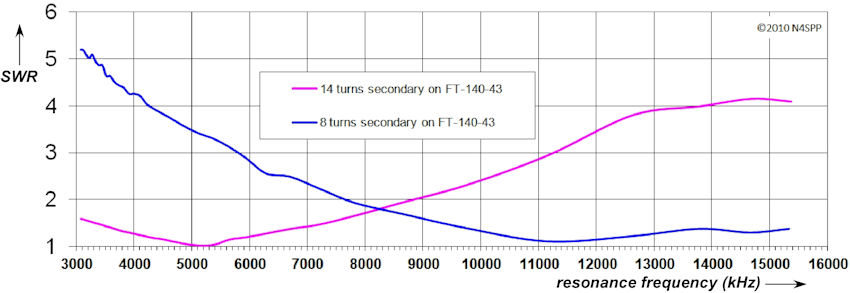 6
©2010 N4SPP
5
SWR
14 turns secondary on FT-140-43
4
8 turns secondary on FT-140-43
3
2
1
3000 4000 5000 6000 7000 8000 9000 10000 11000 12000 13000 14000 15000 16000
resonance frequency (kHz)